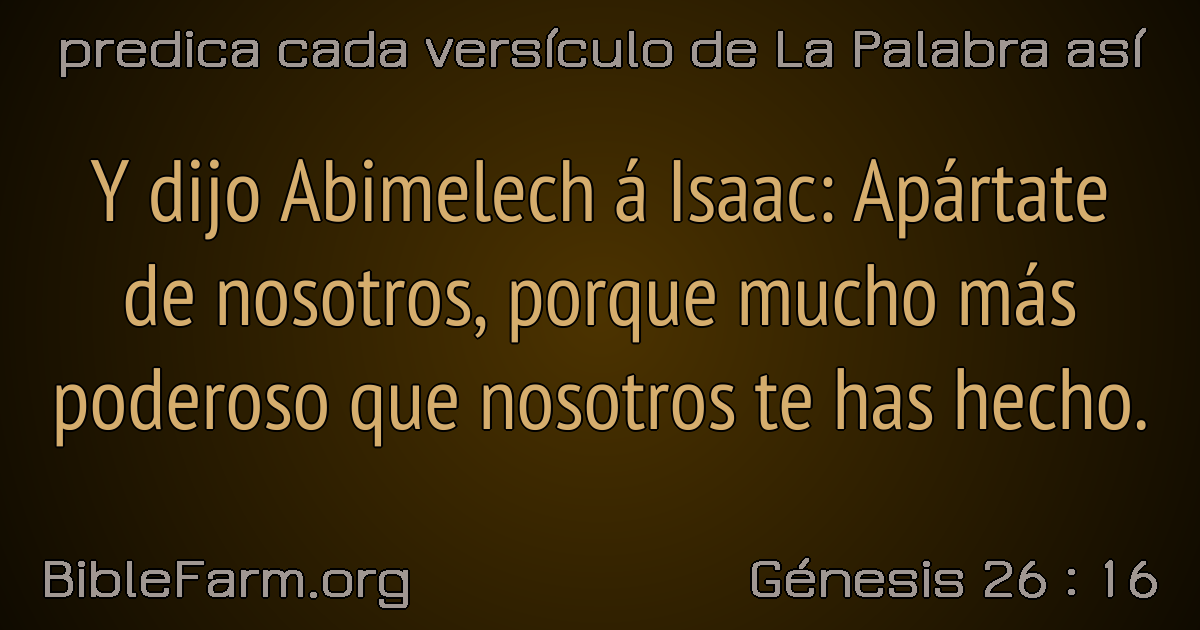 predica cada versículo de La Palabra así
Y dijo Abimelech á Isaac: Apártate
de nosotros, porque mucho más
poderoso que nosotros te has hecho.
BibleFarm.org
Génesis 26 : 16